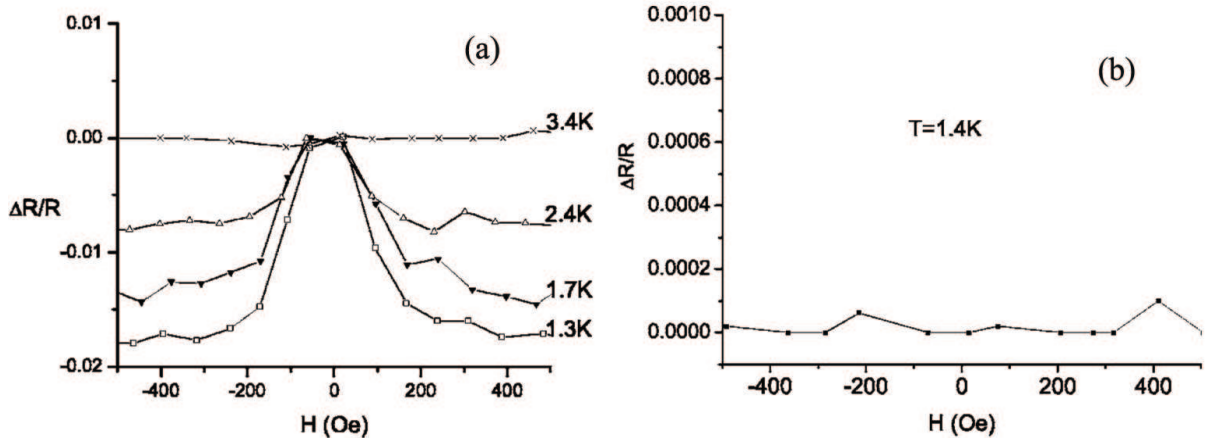 (a)
0.01
0.00
-0.01
-0.02
ΔR/R
3.4K
2.4K
1.7K
1.3K
-400 -200 0 200 400
H (Oe)
(b)
0.0010
0.0008
0.0006
0.0004
0.0002
0.0000
ΔR/R
T=1.4K
-400 -200 0 200 400
H (Oe)